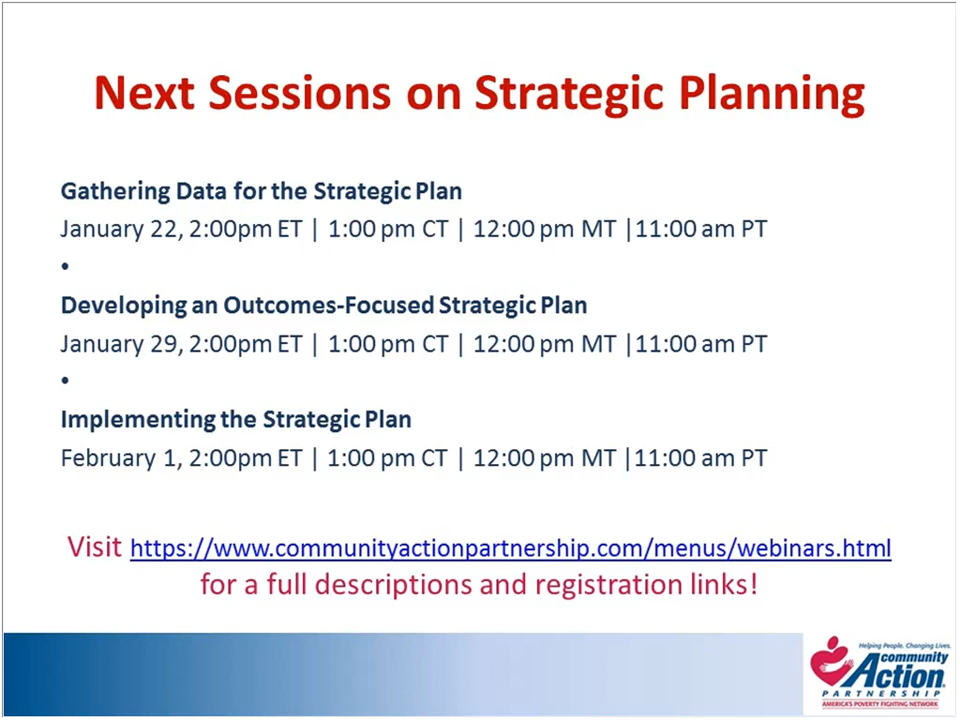 Next Sessions on Strategic Planning
Gathering Data for the Strategic Plan
January 22, 2:00pm ET | 1:00 pm CT | 12:00 pm MT |11:00 am PT
•
Developing an Outcomes-Focused Strategic Plan
January 29, 2:00pm ET | 1:00 pm CT | 12:00 pm MT |11:00 am PT
•
Implementing the Strategic Plan
February 1, 2:00pm ET | 1:00 pm CT | 12:00 pm MT |11:00 am PT
Visit https://www.communityactionpartnership.com/menus/webinars.html
for a full descriptions and registration links!
Helping People. Changing Lives.
community
Action®
PARTNERSHIP
AMERICA'S POVERTY FIGHTING NETWORK